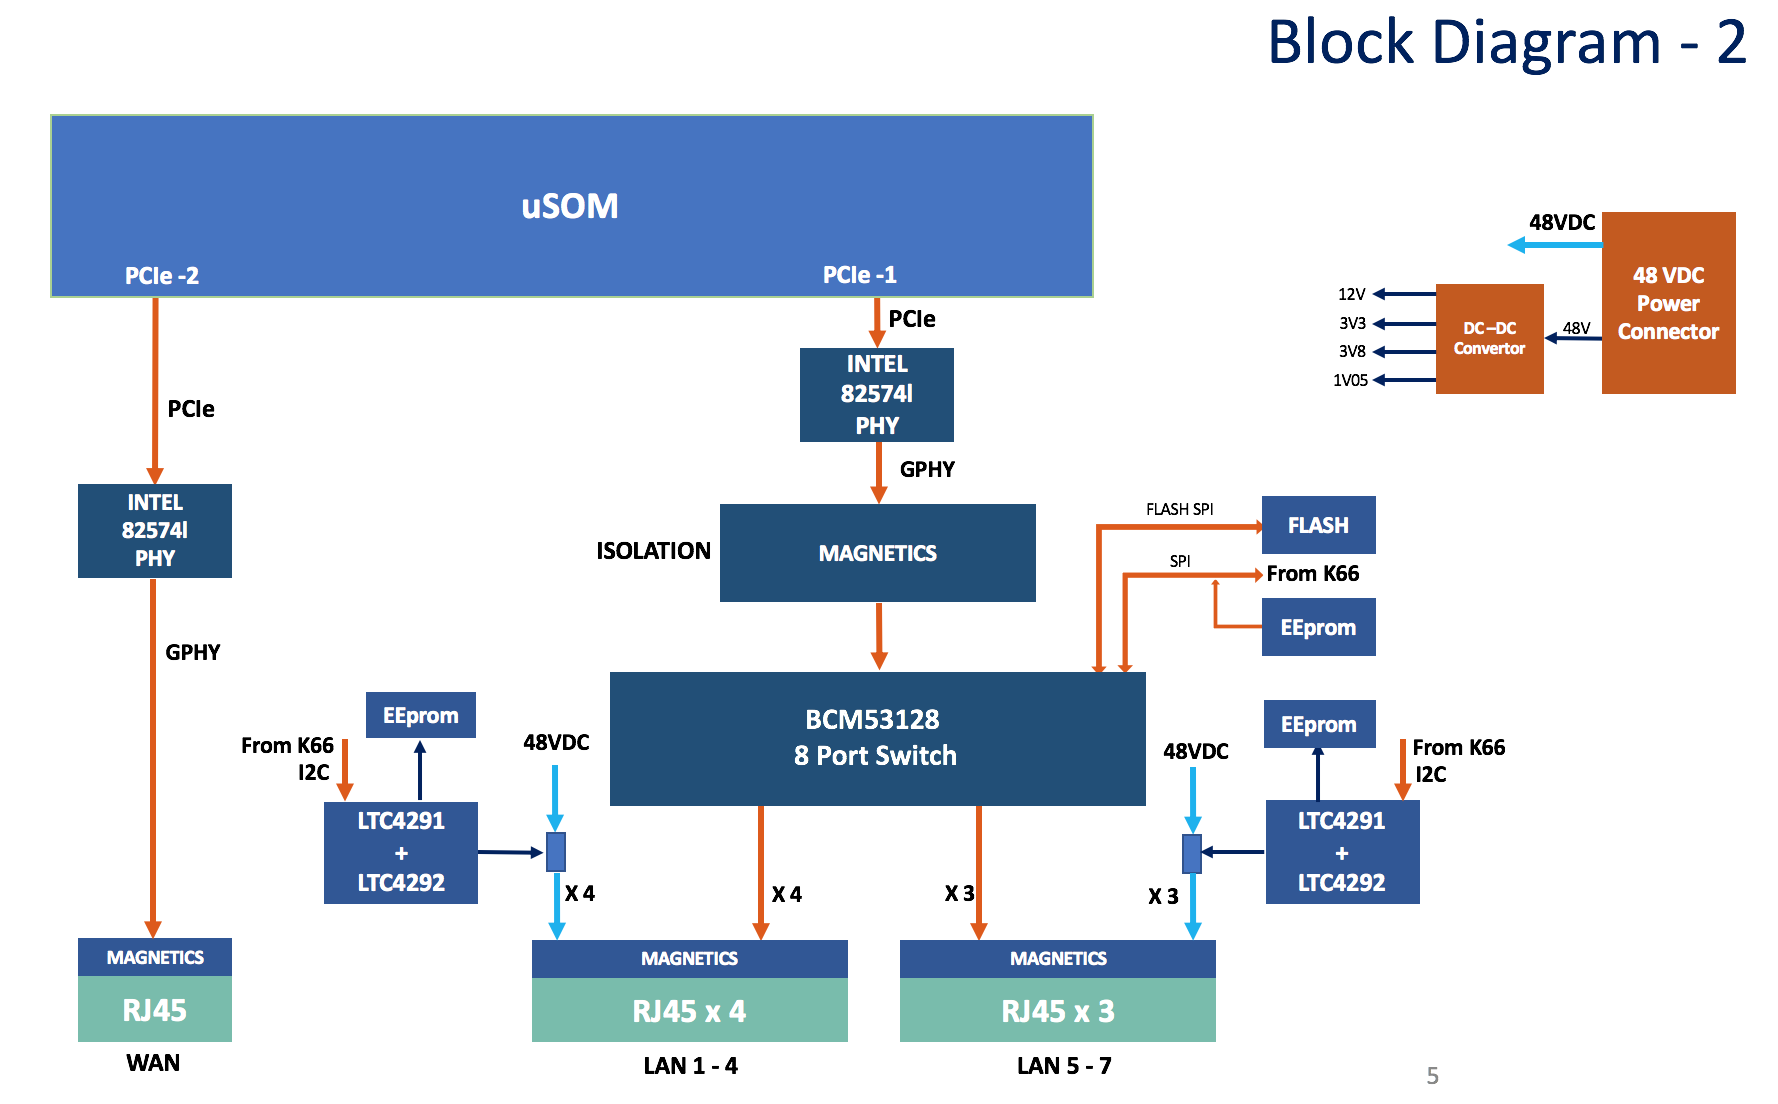 Block Diagram - 2
uSOM
PCIe -2
PCIe -1
PCIe
PCIe
INTEL
82574l
PHY
INTEL
82574l
PHY
GPHY
GPHY
ISOLATION
MAGNETICS
BCM53128
8 Port Switch
FLASH SPI
FLASH
SPI
From K66
EEprom
48VDC
48 VDC
Power
Connector
48V
DC –DC
Convertor
12V
3V3
3V8
1V05
EEprom
From K66
I2C
LTC4291
+
LTC4292
48VDC
X 4
X 4
X 3
48VDC
X 3
EEprom
From K66
I2C
LTC4291
+
LTC4292
MAGNETICS
RJ45
WAN
MAGNETICS
RJ45 x 4
LAN 1 - 4
MAGNETICS
RJ45 x 3
LAN 5 - 7
5